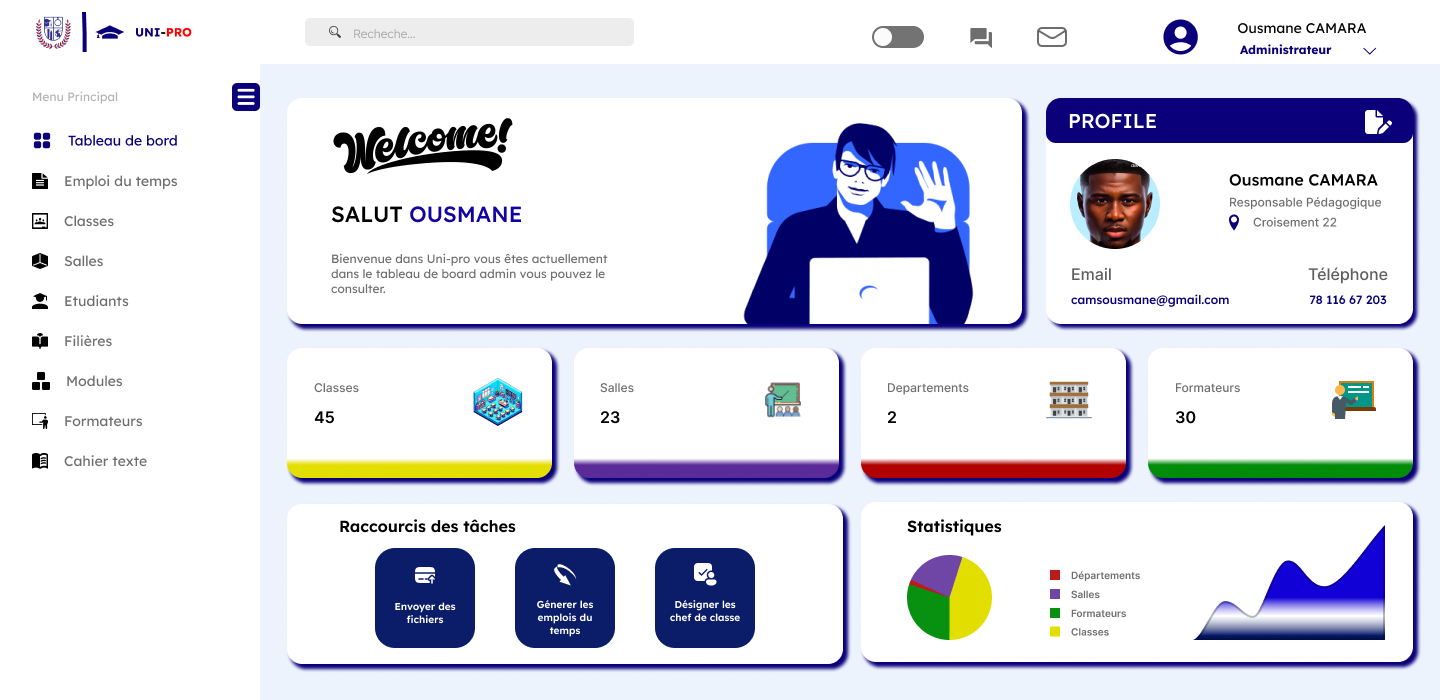 UNI-PRO
Recheche...
Ousmane CAMARA
Administrateur
Menu Principal
Tableau de bord
Emploi du temps
Classes
Salles
Etudiants
Filières
Modules
Formateurs
Cahier texte
Welcome!
SALUT OUSMANE
Bienvenue dans Uni-pro vous êtes actuellement
dans le tableau de board admin vous pouvez le
consulter.
PROFILE
Ousmane CAMARA
Responsable Pédagogique
Croisement 22
Email
Téléphone
camsousmane@gmail.com
78 116 67 203
Classes
45
Salles
23
Departements
2
Formateurs
30
Raccourcis des tâches
Envoyer des
fichiers
Génerer les
emplois du
temps
Désigner les
chef de classe
Statistiques
Départements
Salles
Formateurs
Classes